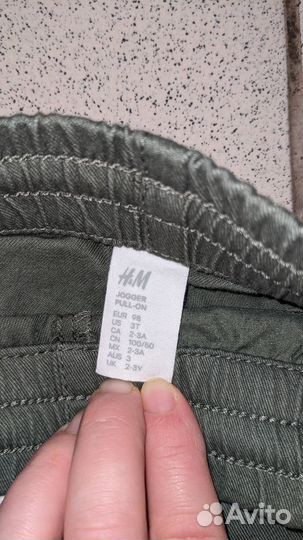 H&M
JOGGER
PULL-ON
EUR 98
US 3T
CA 2-3A
CN 100/50
MX 2-3A
AUS 3
UK 2-3Y
Avito